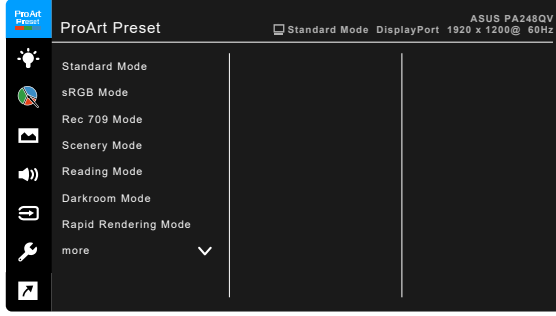 ProArt
Preset
ProArt Preset
ASUS PA248QV
Standard Mode DisplayPort 1920 x 1200@ 60Hz
Standard Mode
sRGB Mode
Rec 709 Mode
Scenery Mode
Reading Mode
Darkroom Mode
Rapid Rendering Mode
more